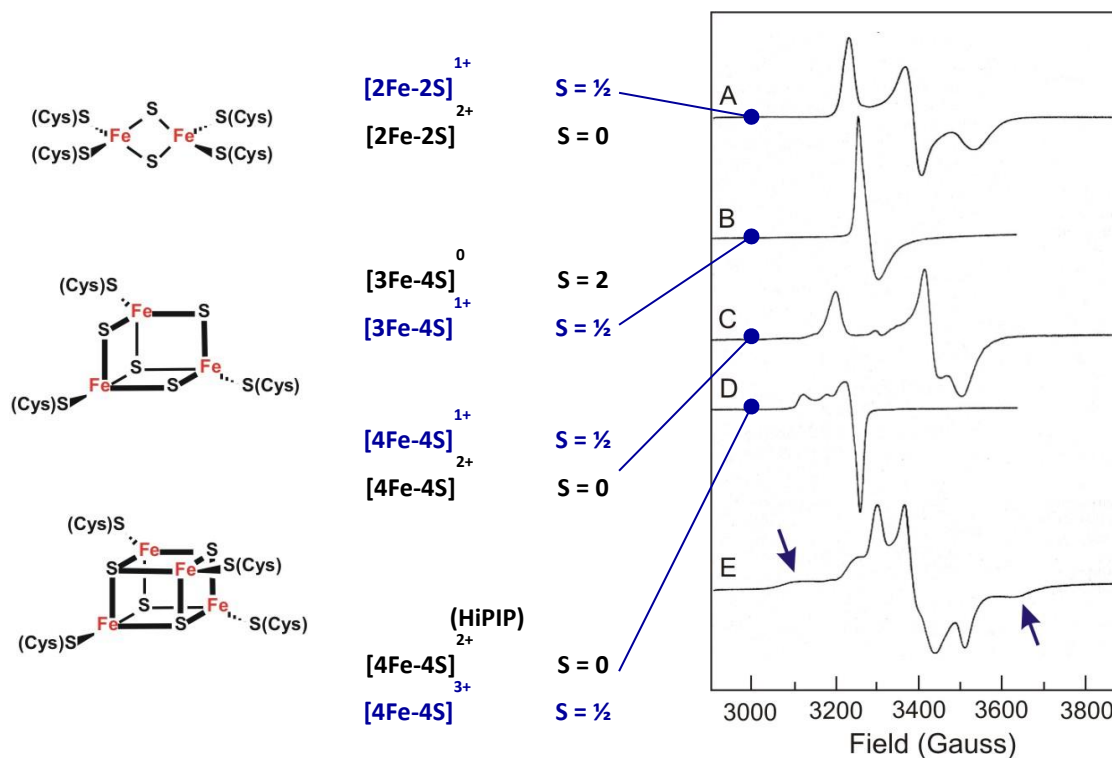 (Cys)S
S
S(Cys)
Fe
Fe
(Cys)S
S
S(Cys)
[2Fe-2S]1+ S = ½
[2Fe-2S]2+ S = 0
(Cys)S
Fe
S
S
S
Fe
Fe
S
S(Cys)
(Cys)S
[3Fe-4S]0 S = 2
[3Fe-4S]1+ S = ½
[4Fe-4S]1+ S = ½
[4Fe-4S]2+ S = 0
(Cys)S
Fe
S
S
Fe
S(Cys)
S
Fe
Fe
S
S(Cys)
(Cys)S
(HiPIP)
[4Fe-4S]2+ S = 0
[4Fe-4S]3+ S = ½
A
B
C
D
E
3000 3200 3400 3600 3800
Field (Gauss)